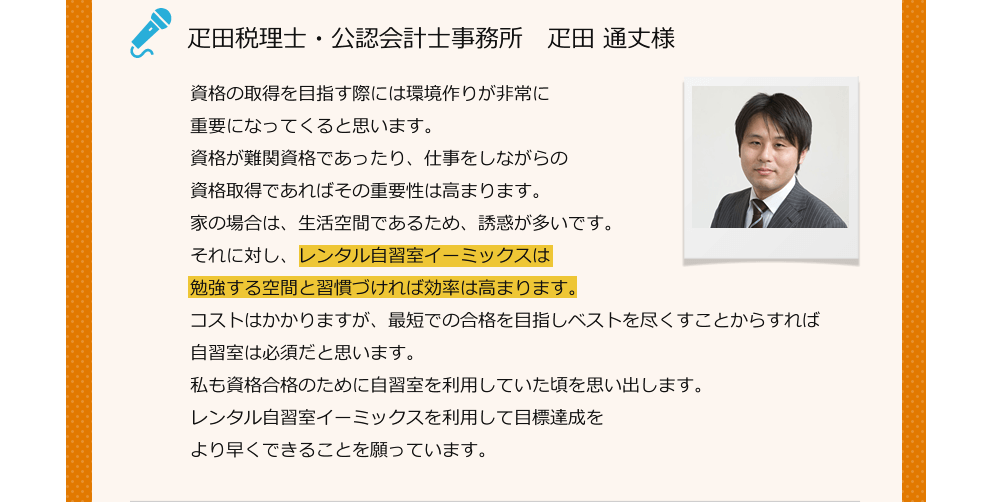 疋田税理士・公認会計士事務所　疋田 通丈様
資格の取得を目指す際には環境作りが非常に
重要になってくると思います。
資格が難関資格であったり、仕事をしながらの
資格取得であればその重要性は高まります。
家の場合は、生活空間であるため、誘惑が多いです。
それに対し、レンタル自習室イーミックスは
勉強する空間と習慣づければ効率は高まります。
コストはかかりますが、最短での合格を目指しベストを尽くすことからすれば
自習室は必須だと思います。
私も資格合格のために自習室を利用していた頃を思い出します。
レンタル自習室イーミックスを利用して目標達成を
より早くできることを願っています。